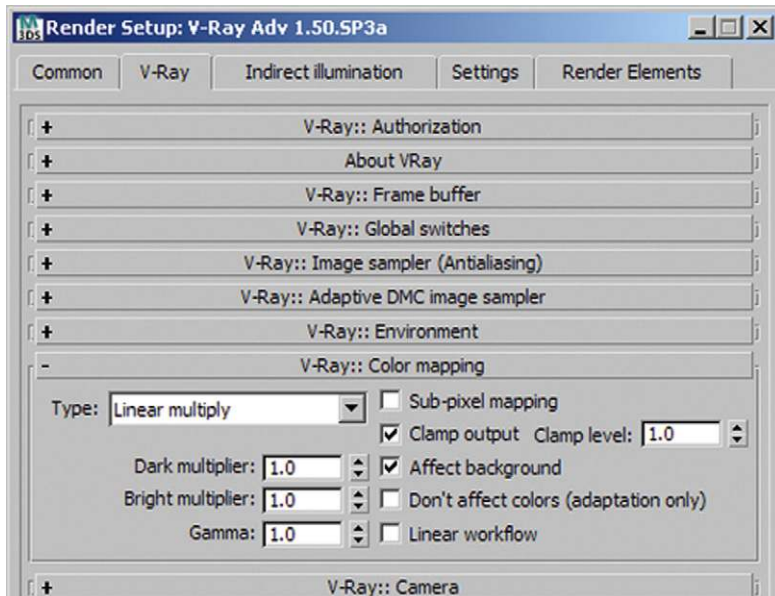 Render Setup: V-Ray Adv 1.50.SP3a
Common V-Ray Indirect illumination Settings Render Elements
+ V-Ray:: Authorization
+ About VRay
+ V-Ray:: Frame buffer
+ V-Ray:: Global switches
+ V-Ray:: Image sampler (Antialiasing)
+ V-Ray:: Adaptive DMC image sampler
+ V-Ray:: Environment
- V-Ray:: Color mapping
Type: Linear multiply Sub-pixel mapping
Clamp output Clamp level: 1.0
Dark multiplier: 1.0 Affect background
Bright multiplier: 1.0 Don't affect colors (adaptation only)
Gamma: 1.0 Linear workflow
+ V-Ray:: Camera